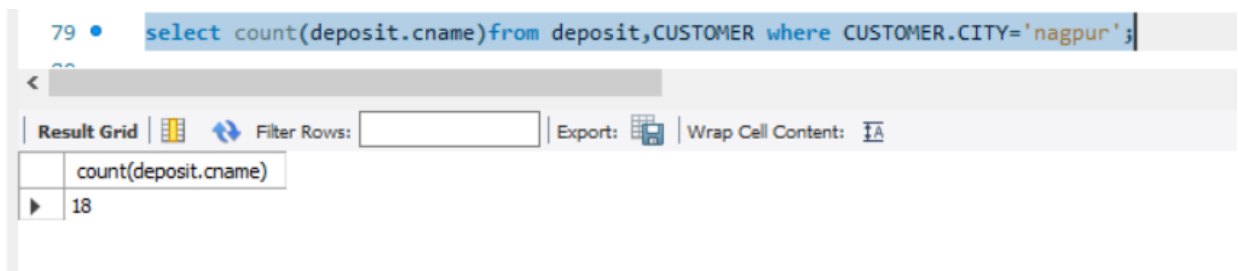 79 select count(deposit.cname)from deposit,CUSTOMER where CUSTOMER.CITY='nagpur';
Result Grid Filter Rows: Export: Wrap Cell Content: IA
count(deposit.cname)
18